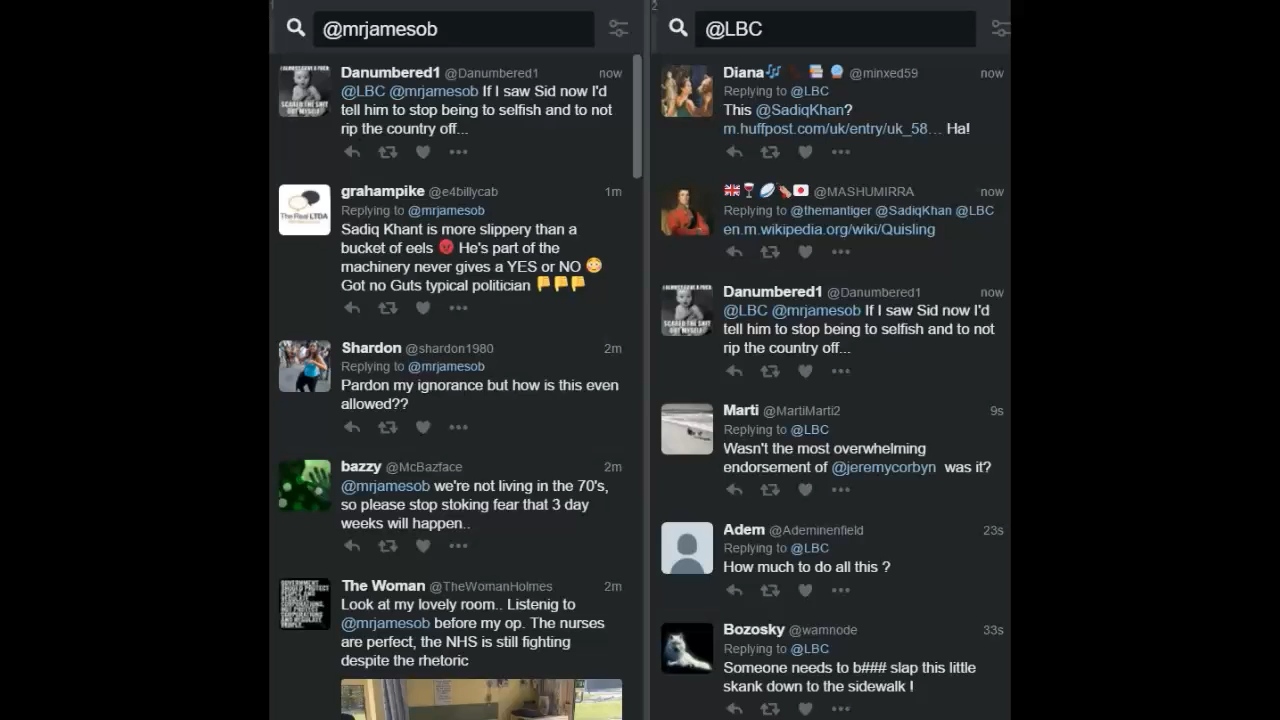 1
@mrjamesob
Danumbered1 @Danumbered1 now
@LBC @mrjamesob If I saw Sid now I'd
tell him to stop being to selfish and to not
rip the country off...
grahampike @e4billycab 1m
Replying to @mrjamesob
Sadiq Khant is more slippery than a
bucket of eels 😡 He's part of the
machinery never gives a YES or NO 😳
Got no Guts typical politician 👎👎👎
Shardon @shardon1980 2m
Replying to @mrjamesob
Pardon my ignorance but how is this even
allowed??
bazzy @McBazface 2m
@mrjamesob we're not living in the 70's,
so please stop stoking fear that 3 day
weeks will happen..
The Woman @TheWomanHolmes 2m
Look at my lovely room.. Listenig to
@mrjamesob before my op. The nurses
are perfect, the NHS is still fighting
despite the rhetoric
2
@LBC
Diana @minxed59 now
Replying to @LBC
This @SadiqKhan?
m.huffpost.com/uk/entry/uk_58… Ha!
@MASHUMIRRA now
Replying to @themantiger @SadiqKhan @LBC
en.m.wikipedia.org/wiki/Quisling
Danumbered1 @Danumbered1 now
@LBC @mrjamesob If I saw Sid now I'd
tell him to stop being to selfish and to not
rip the country off...
Marti @MartiMarti2 9s
Replying to @LBC
Wasn't the most overwhelming
endorsement of @jeremycorbyn was it?
Adem @Ademinenfield 23s
Replying to @LBC
How much to do all this ?
Bozosky @wamnode 33s
Replying to @LBC
Someone needs to b### slap this little
skank down to the sidewalk !